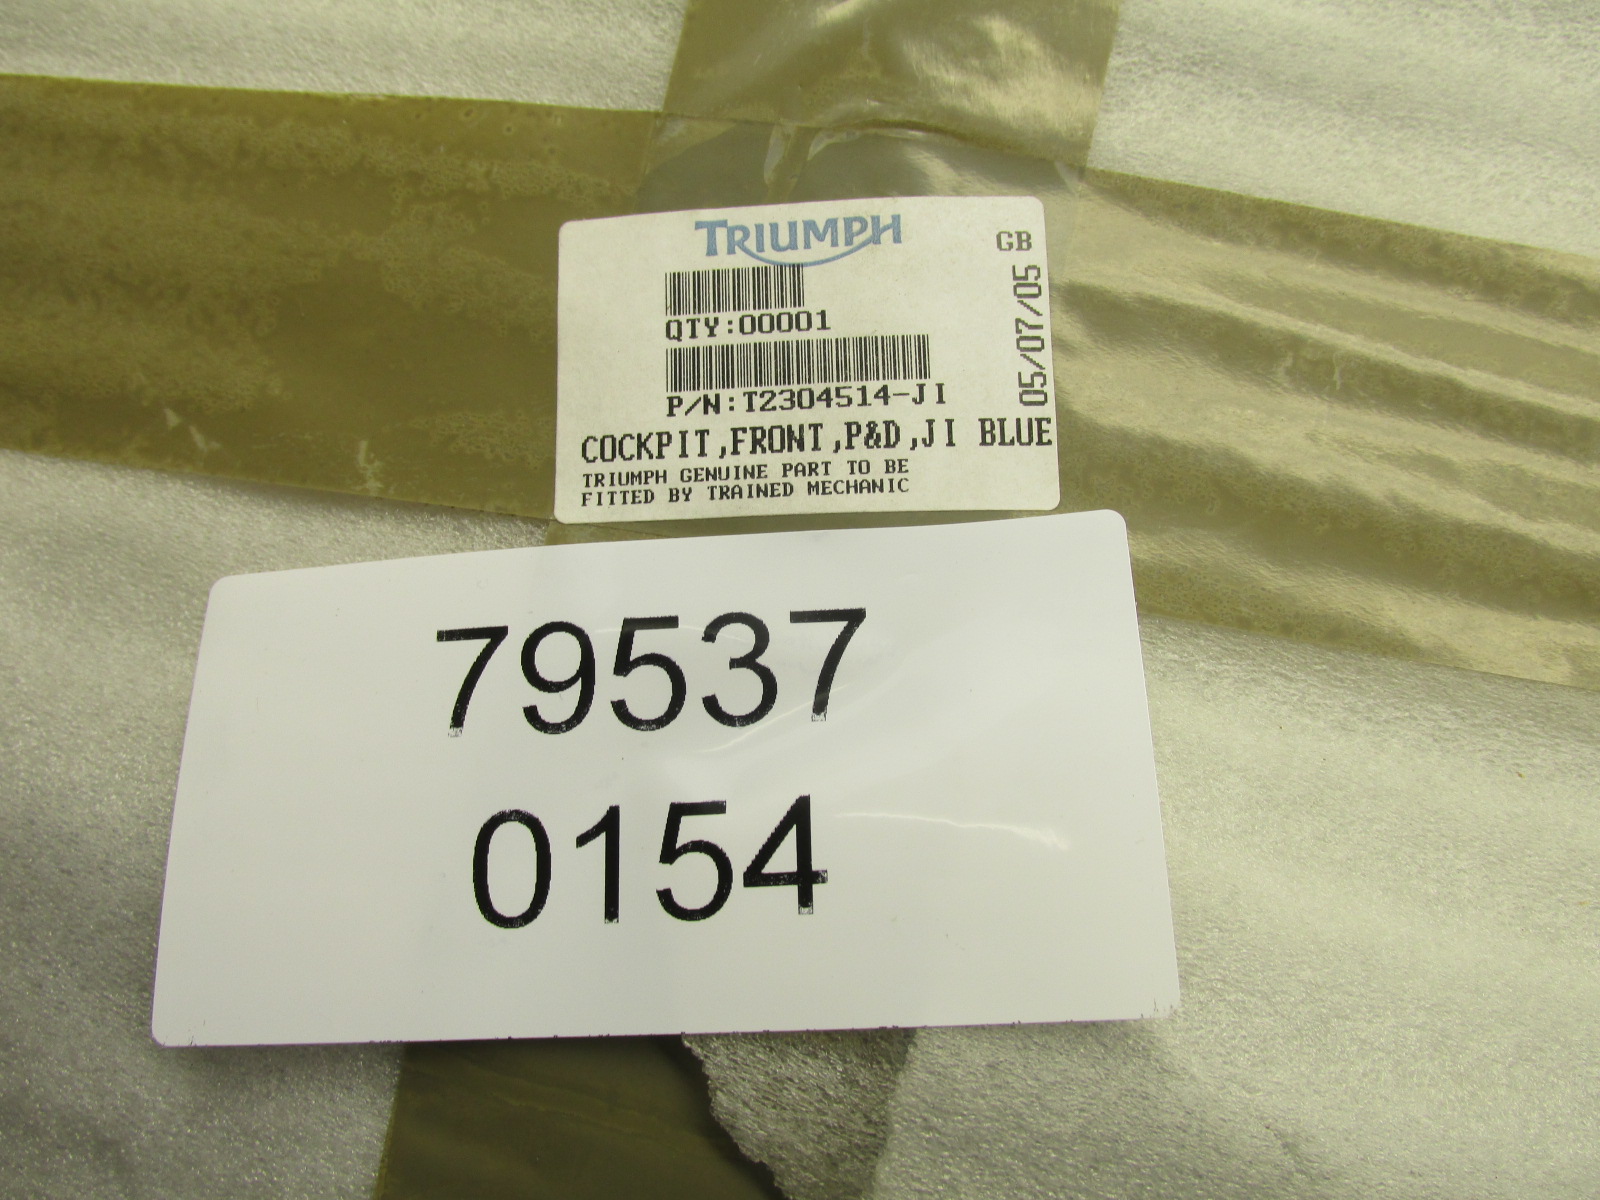 TRIUMPH
GB
05/07/05
QTY:00001
P/N:T2304514-JI
COCKPIT,FRONT,P&D,JI BLUE
TRIUMPH GENUINE PART TO BE
FITTED BY TRAINED MECHANIC
79537
0154